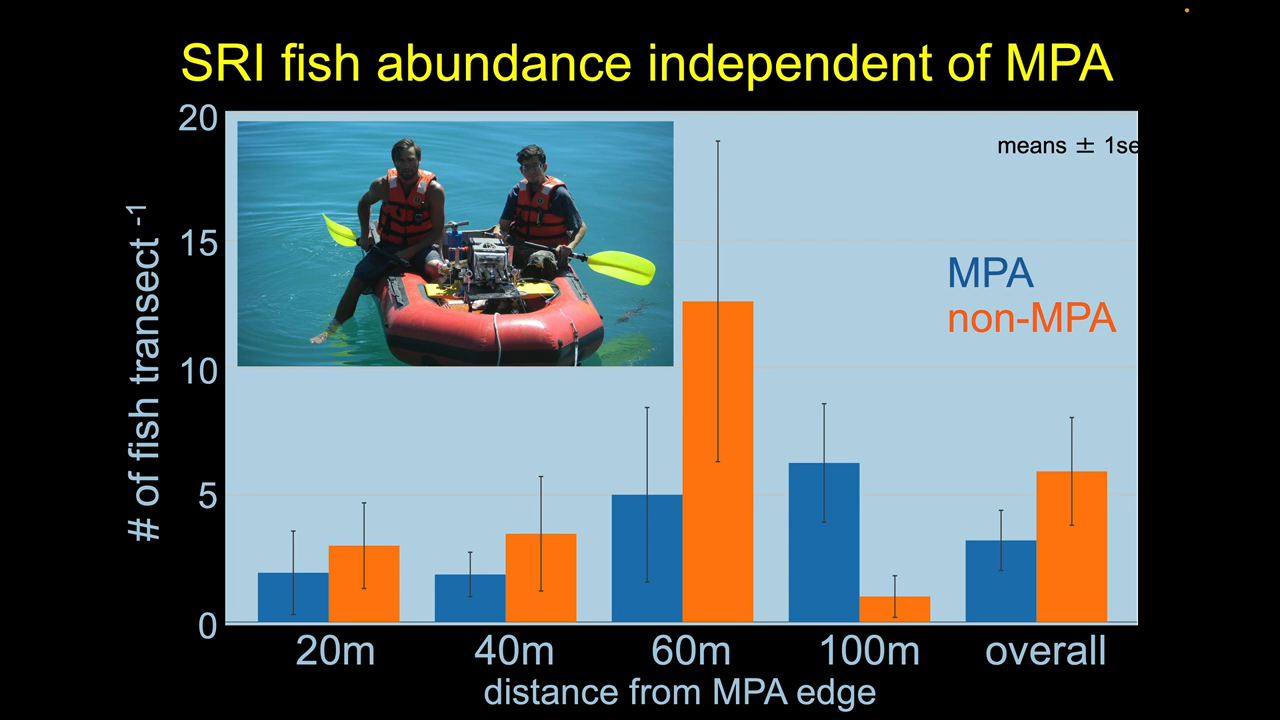 SRI fish abundance independent of MPA
20
means ± 1se
15
MPA
non-MPA
10
5
0
# of fish transect -1
20m 40m 60m 100m overall
distance from MPA edge